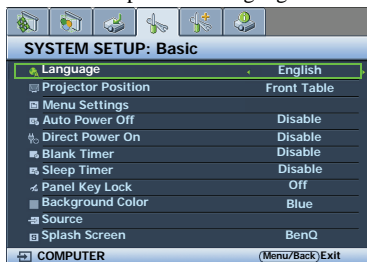 SYSTEM SETUP: Basic
Language English
Projector Position Front Table
Menu Settings
Auto Power Off Disable
Direct Power On Disable
Blank Timer Disable
Sleep Timer Disable
Panel Key Lock Off
Background Color Blue
Source
Splash Screen BenQ
COMPUTER Menu/Back Exit